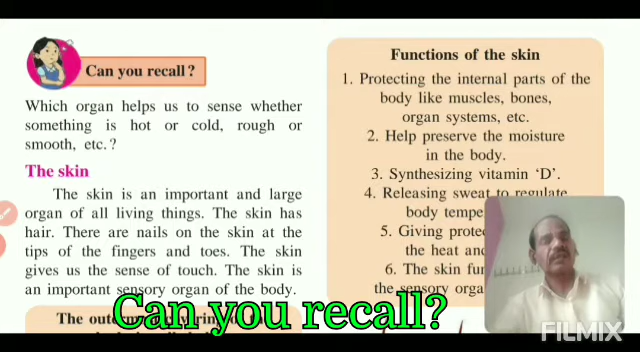 Can you recall?
Which organ helps us to sense whether
something is hot or cold, rough or
smooth, etc.?
The skin
The skin is an important and large
organ of all living things. The skin has
hair. There are nails on the skin at the
tips of the fingers and toes. The skin
gives us the sense of touch. The skin is
an important sensory organ of the body.
Functions of the skin
1. Protecting the internal parts of the
body like muscles, bones,
organ systems, etc.
2. Help preserve the moisture
in the body.
3. Synthesizing vitamin ‘D’.
4. Releasing sweat to regulate
body
5. Giving
the heat
6. The skin
the sensory
The
Can you recall?
FILMIX